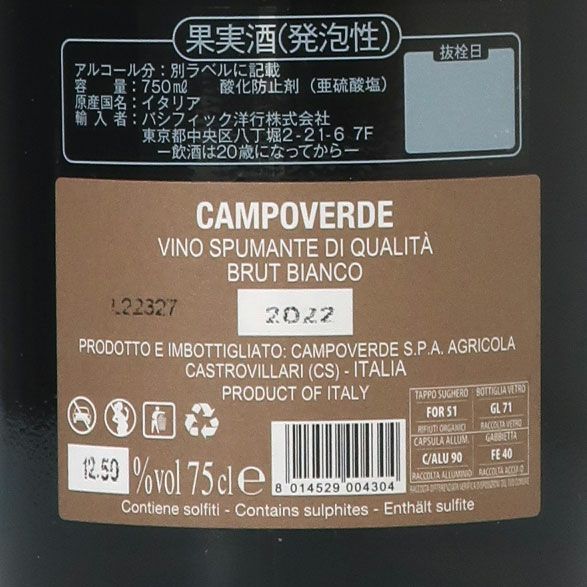 果実酒(発泡性)
抜栓日
アルコール分：別ラベルに記載
容　量：750mℓ　酸化防止剤（亜硫酸塩）
原産国名：イタリア
輸入者：パシフィック洋行株式会社
東京都中央区八丁堀2-21-6 7F
ー飲酒は20歳になってからー
CAMPOVERDE
VINO SPUMANTE DI QUALITÀ
BRUT BIANCO
L22327
2022
PRODOTTO E IMBOTTIGLIATO: CAMPOVERDE S.P.A. AGRICOLA
CASTROVILLARI (CS) - ITALIA
PRODUCT OF ITALY
TAPPO SUGHERO BOTTIGLIA VETRO
FOR 51 GL 71
RIFIUTI ORGANICI RACCOLTA VETRO
CAPSULA ALLUM. GABBIETTA
C/ALU 90 FE 40
RACCOLTA ALLUMINIO RACCOLTA ACCIAIO
RACCOLTA DIFFERENZIATA VERIFICA
12.50 %vol 75cl e
8 014529 004304
Contiene solfiti - Contains sulphites - Enthält sulfite